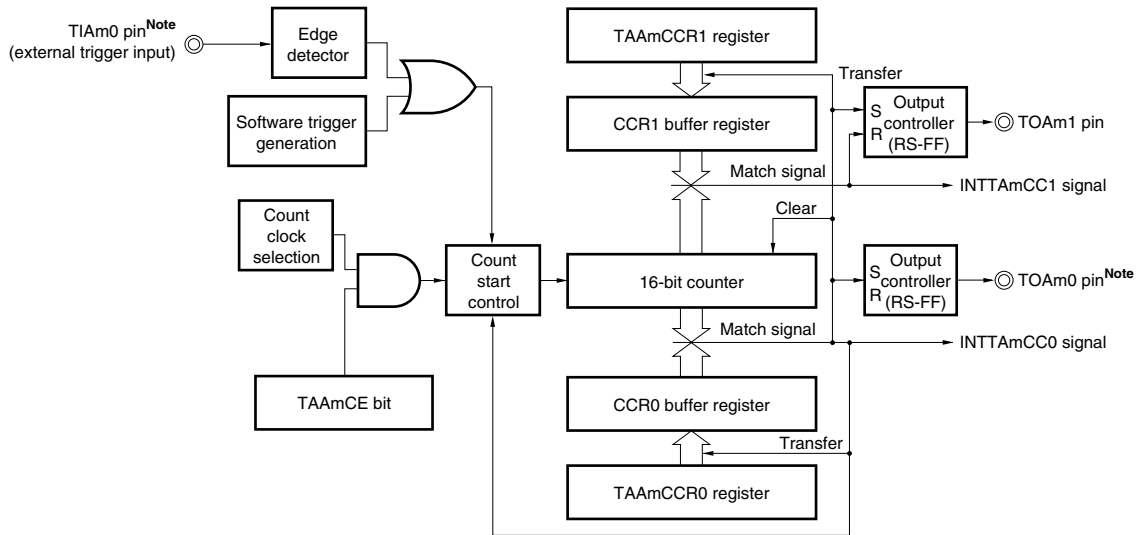 TIAm0 pinNote
(external trigger input)
Edge
detector
Software trigger
generation
Count
clock
selection
TAAmCE bit
Count
start
control
TAAmCCR1 register
Transfer
CCR1 buffer register
Match signal
Clear
16-bit counter
Match signal
CCR0 buffer register
Transfer
TAAmCCR0 register
S
R
Output
controller
(RS-FF)
TOAm1 pin
INTTAmCC1 signal
S
R
Output
controller
(RS-FF)
TOAm0 pinNote
INTTAmCC0 signal